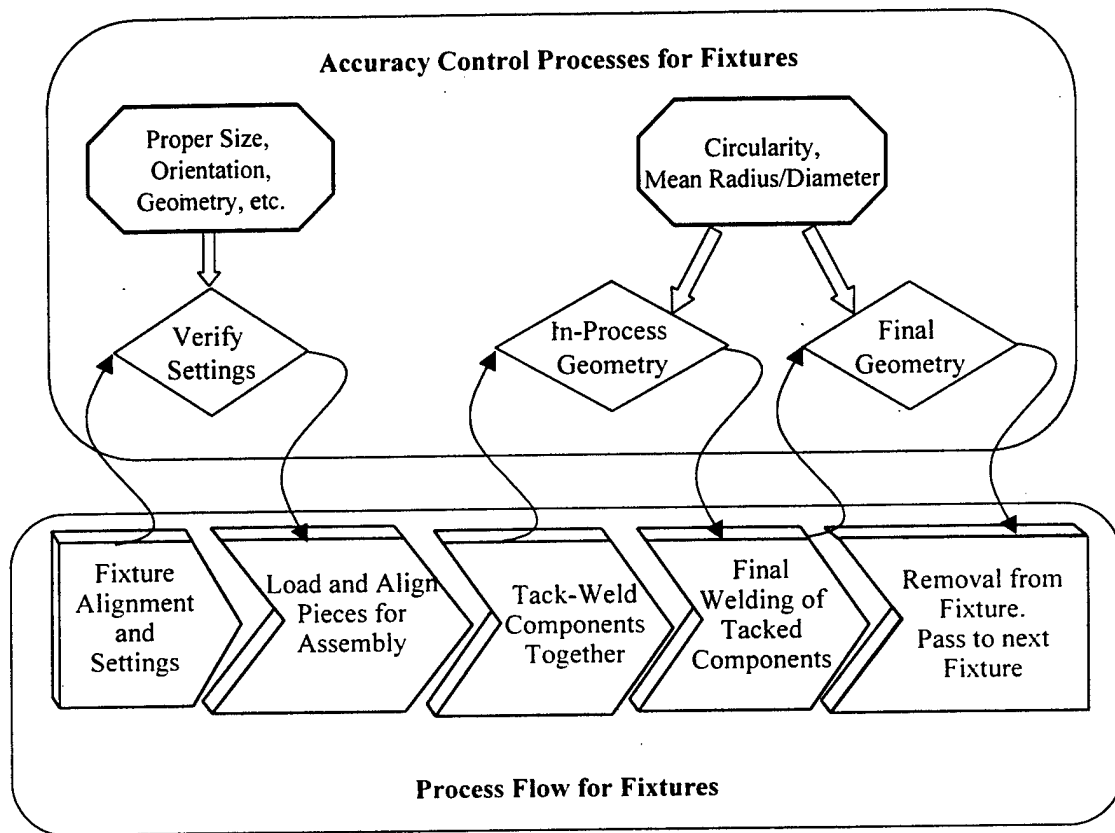 Accuracy Control Processes for Fixtures
Proper Size,
Orientation,
Geometry, etc.
Circularity,
Mean Radius/Diameter
Verify
Settings
In-Process
Geometry
Final
Geometry
Fixture
Alignment
and
Settings
Load and Align
Pieces for
Assembly
Tack-Weld
Components
Together
Final
Welding of
Tacked
Components
Removal from
Fixture.
Pass to next
Fixture
Process Flow for Fixtures